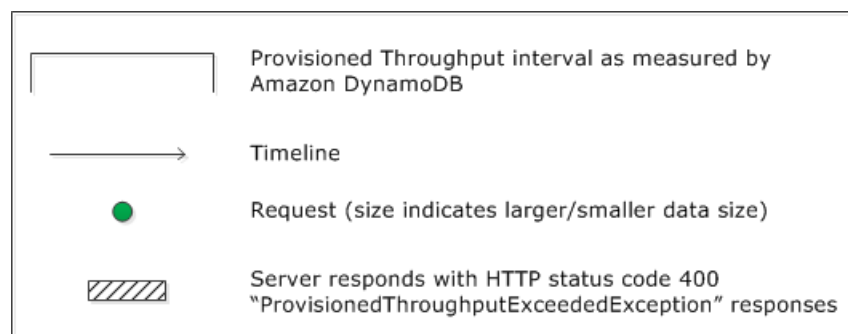 Provisioned Throughput interval as measured by
Amazon DynamoDB
Timeline
Request (size indicates larger/smaller data size)
Server responds with HTTP status code 400
“ProvisionedThroughputExceededException” responses